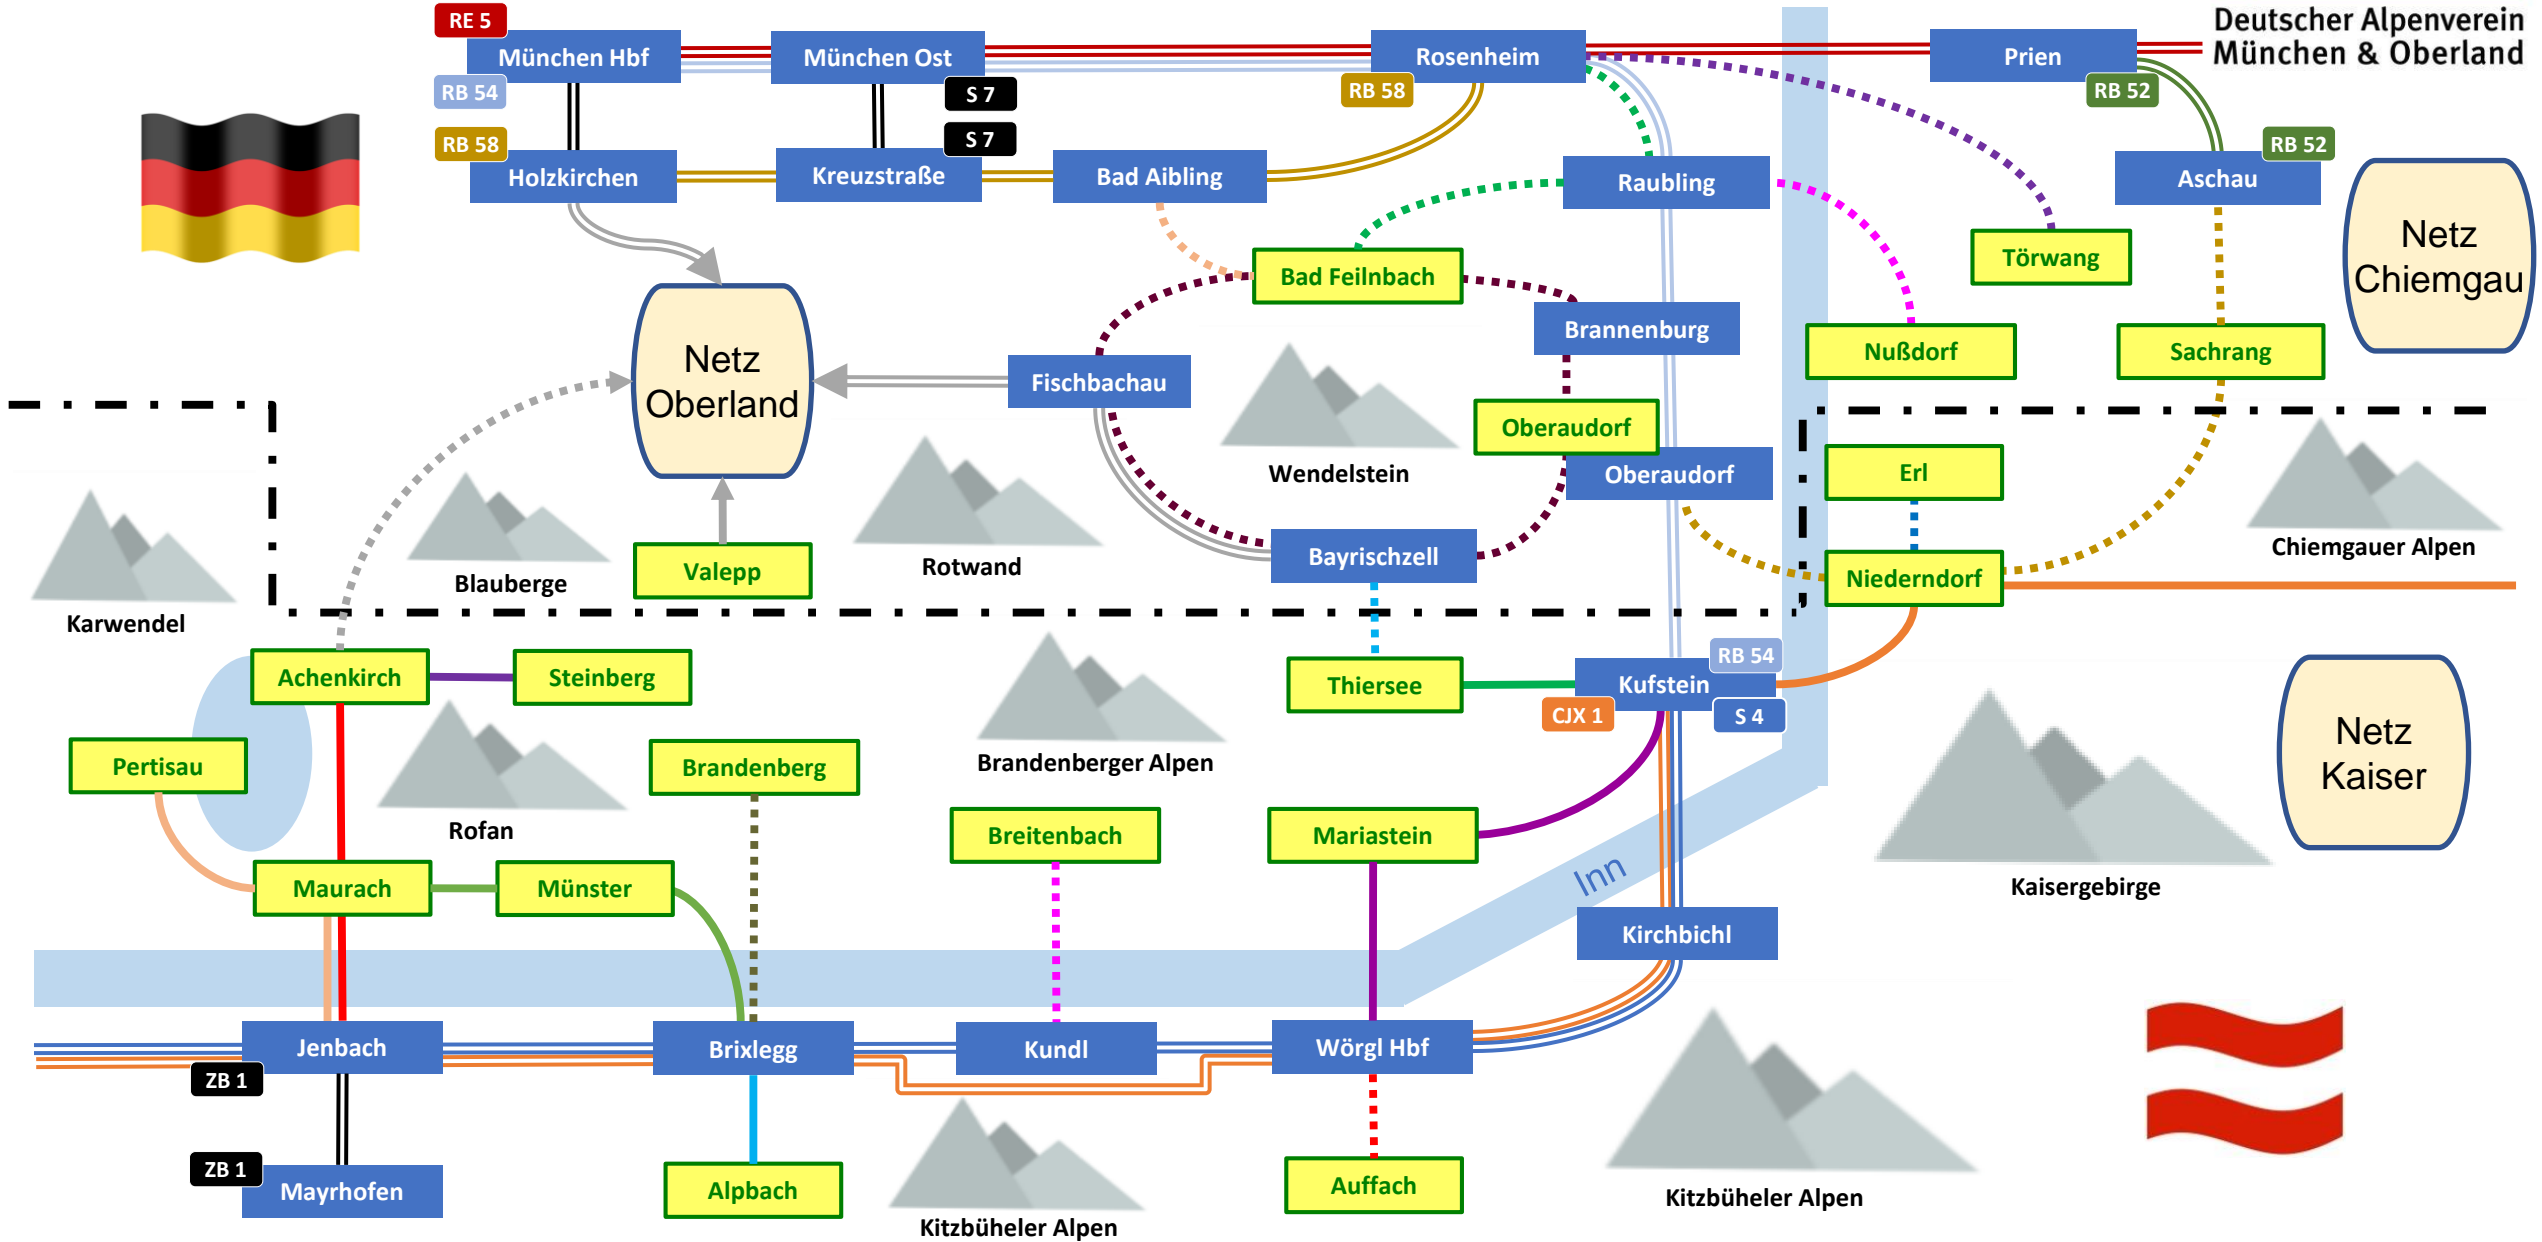 RE 5
München Hbf
München Ost
Rosenheim
Prien
Deutscher Alpenverein
München & Oberland
RB 54
S 7
RB 58
RB 52
RB 58
S 7
RB 52
Holzkirchen
Kreuzstraße
Bad Aibling
Raubling
Aschau
Netz
Chiemgau
Törwang
Bad Feilnbach
Brannenburg
Nußdorf
Sachrang
Netz
Oberland
Fischbachau
Oberaudorf
Wendelstein
Oberaudorf
Erl
Chiemgauer Alpen
Bayrischzell
Rotwand
Valepp
Blauberge
Niederndorf
Karwendel
RB 54
Achenkirch
Steinberg
Thiersee
Kufstein
CJX 1
S 4
Netz
Kaiser
Pertisau
Brandenberg
Brandenberger Alpen
Rofan
Breitenbach
Mariastein
Inn
Kaisergebirge
Maurach
Münster
Kirchbichl
Jenbach
Brixlegg
Kundl
Wörgl Hbf
ZB 1
ZB 1
Mayrhofen
Alpbach
Auffach
Kitzbüheler Alpen
Kitzbüheler Alpen